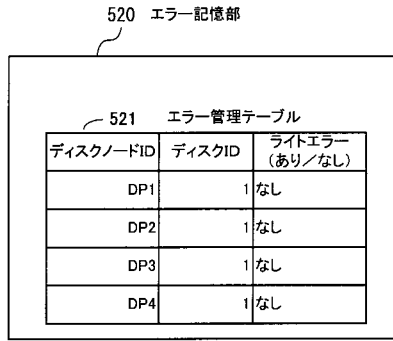 520 エラー記憶部
521 エラー管理テーブル
ディスクノードID ディスクID ライトエラー
(あり/なし)
DP1 1 なし
DP2 1 なし
DP3 1 なし
DP4 1 なし